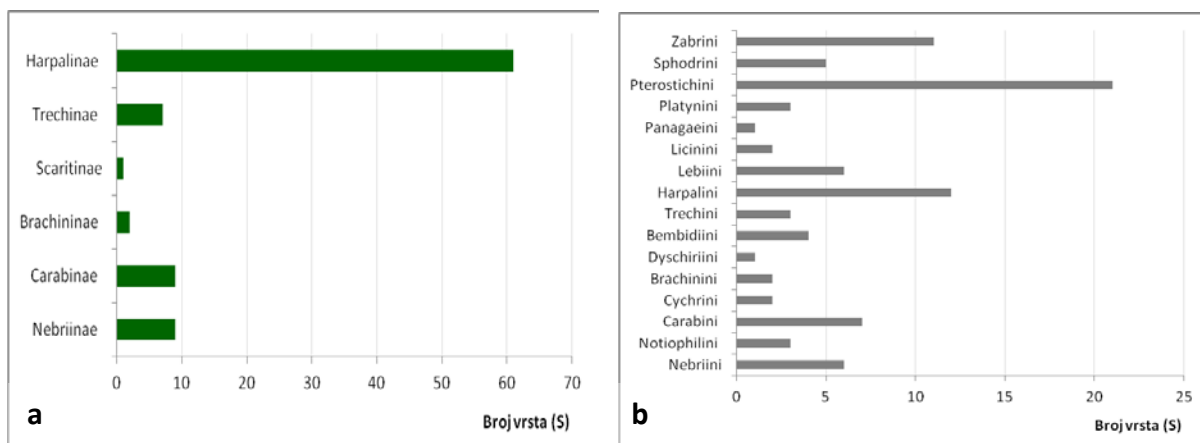 Harpalinae
Trechinae
Scaritinae
Brachininae
Carabinae
Nebriinae
0 10 20 30 40 50 60 70
Broj vrsta (S)
a
Zabrini
Sphodrini
Pterostichini
Platynini
Panagaeini
Licinini
Lebiini
Harpalini
Trechini
Bembidiini
Dyschiriini
Brachinini
Cychrini
Carabini
Notiophilini
Nebriini
0 5 10 15 20 25
Broj vrsta (S)
b